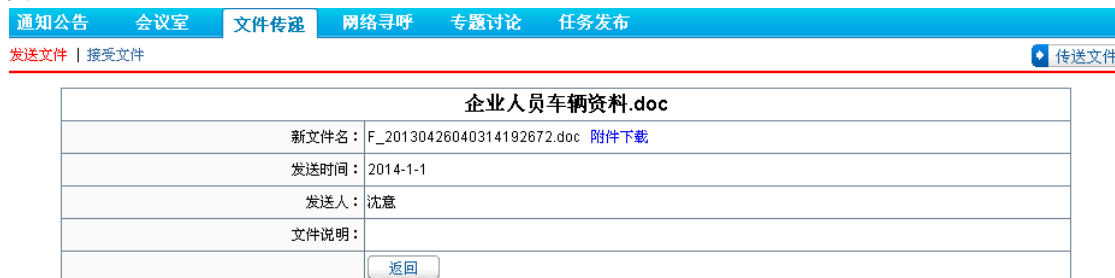 通知公告 会议室 文件传递 网络寻呼 专题讨论 任务发布
发送文件 | 接受文件 传送文件
企业人员车辆资料.doc
新文件名： F_20130426040314192672.doc 附件下载
发送时间： 2014-1-1
发送人： 沈意
文件说明：
返回